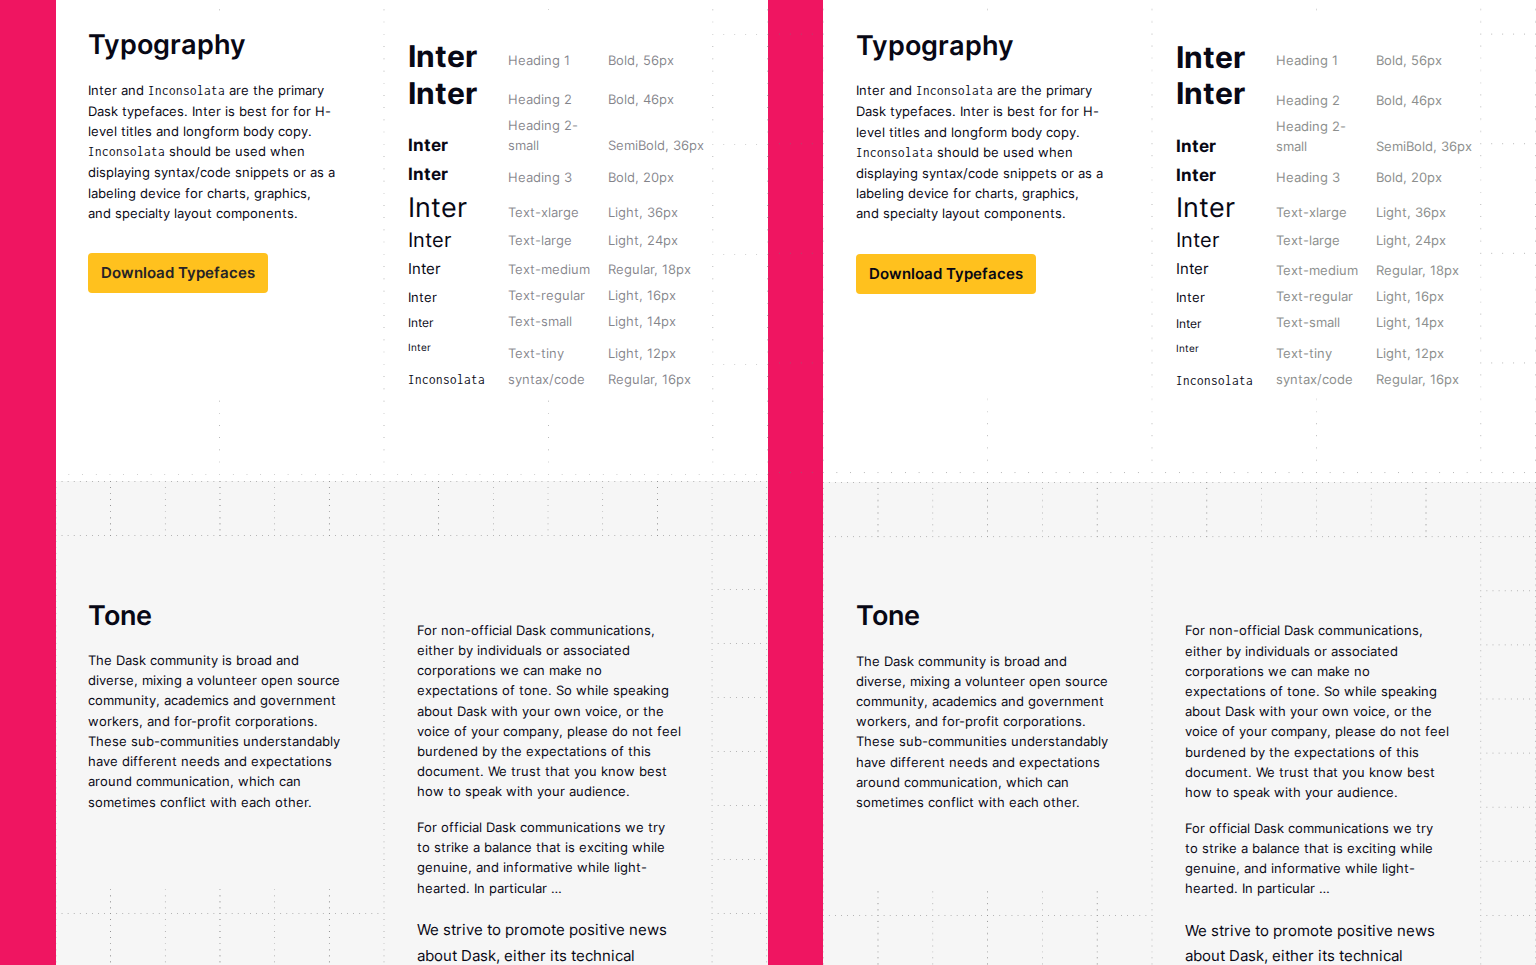 Typography
Inter and Inconsolata are the primary
Dask typefaces. Inter is best for for H-
level titles and longform body copy.
Inconsolata should be used when
displaying syntax/code snippets or as a
labeling device for charts, graphics,
and specialty layout components.
Download Typefaces
Inter Heading 1 Bold, 56px
Inter Heading 2 Bold, 46px
Heading 2-
Inter small SemiBold, 36px
Inter Heading 3 Bold, 20px
Inter Text-xlarge Light, 36px
Inter Text-large Light, 24px
Inter Text-medium Regular, 18px
Inter Text-regular Light, 16px
Inter Text-small Light, 14px
Inter Text-tiny Light, 12px
Inconsolata syntax/code Regular, 16px
Tone
The Dask community is broad and
diverse, mixing a volunteer open source
community, academics and government
workers, and for-profit corporations.
These sub-communities understandably
have different needs and expectations
around communication, which can
sometimes conflict with each other.
For non-official Dask communications,
either by individuals or associated
corporations we can make no
expectations of tone. So while speaking
about Dask with your own voice, or the
voice of your company, please do not feel
burdened by the expectations of this
document. We trust that you know best
how to speak with your audience.
For official Dask communications we try
to strike a balance that is exciting while
genuine, and informative while light-
hearted. In particular ...
We strive to promote positive news
about Dask, either its technical
Typography
Inter and Inconsolata are the primary
Dask typefaces. Inter is best for for H-
level titles and longform body copy.
Inconsolata should be used when
displaying syntax/code snippets or as a
labeling device for charts, graphics,
and specialty layout components.
Download Typefaces
Inter Heading 1 Bold, 56px
Inter Heading 2 Bold, 46px
Heading 2-
Inter small SemiBold, 36px
Inter Heading 3 Bold, 20px
Inter Text-xlarge Light, 36px
Inter Text-large Light, 24px
Inter Text-medium Regular, 18px
Inter Text-regular Light, 16px
Inter Text-small Light, 14px
Inter Text-tiny Light, 12px
Inconsolata syntax/code Regular, 16px
Tone
The Dask community is broad and
diverse, mixing a volunteer open source
community, academics and government
workers, and for-profit corporations.
These sub-communities understandably
have different needs and expectations
around communication, which can
sometimes conflict with each other.
For non-official Dask communications,
either by individuals or associated
corporations we can make no
expectations of tone. So while speaking
about Dask with your own voice, or the
voice of your company, please do not feel
burdened by the expectations of this
document. We trust that you know best
how to speak with your audience.
For official Dask communications we try
to strike a balance that is exciting while
genuine, and informative while light-
hearted. In particular ...
We strive to promote positive news
about Dask, either its technical